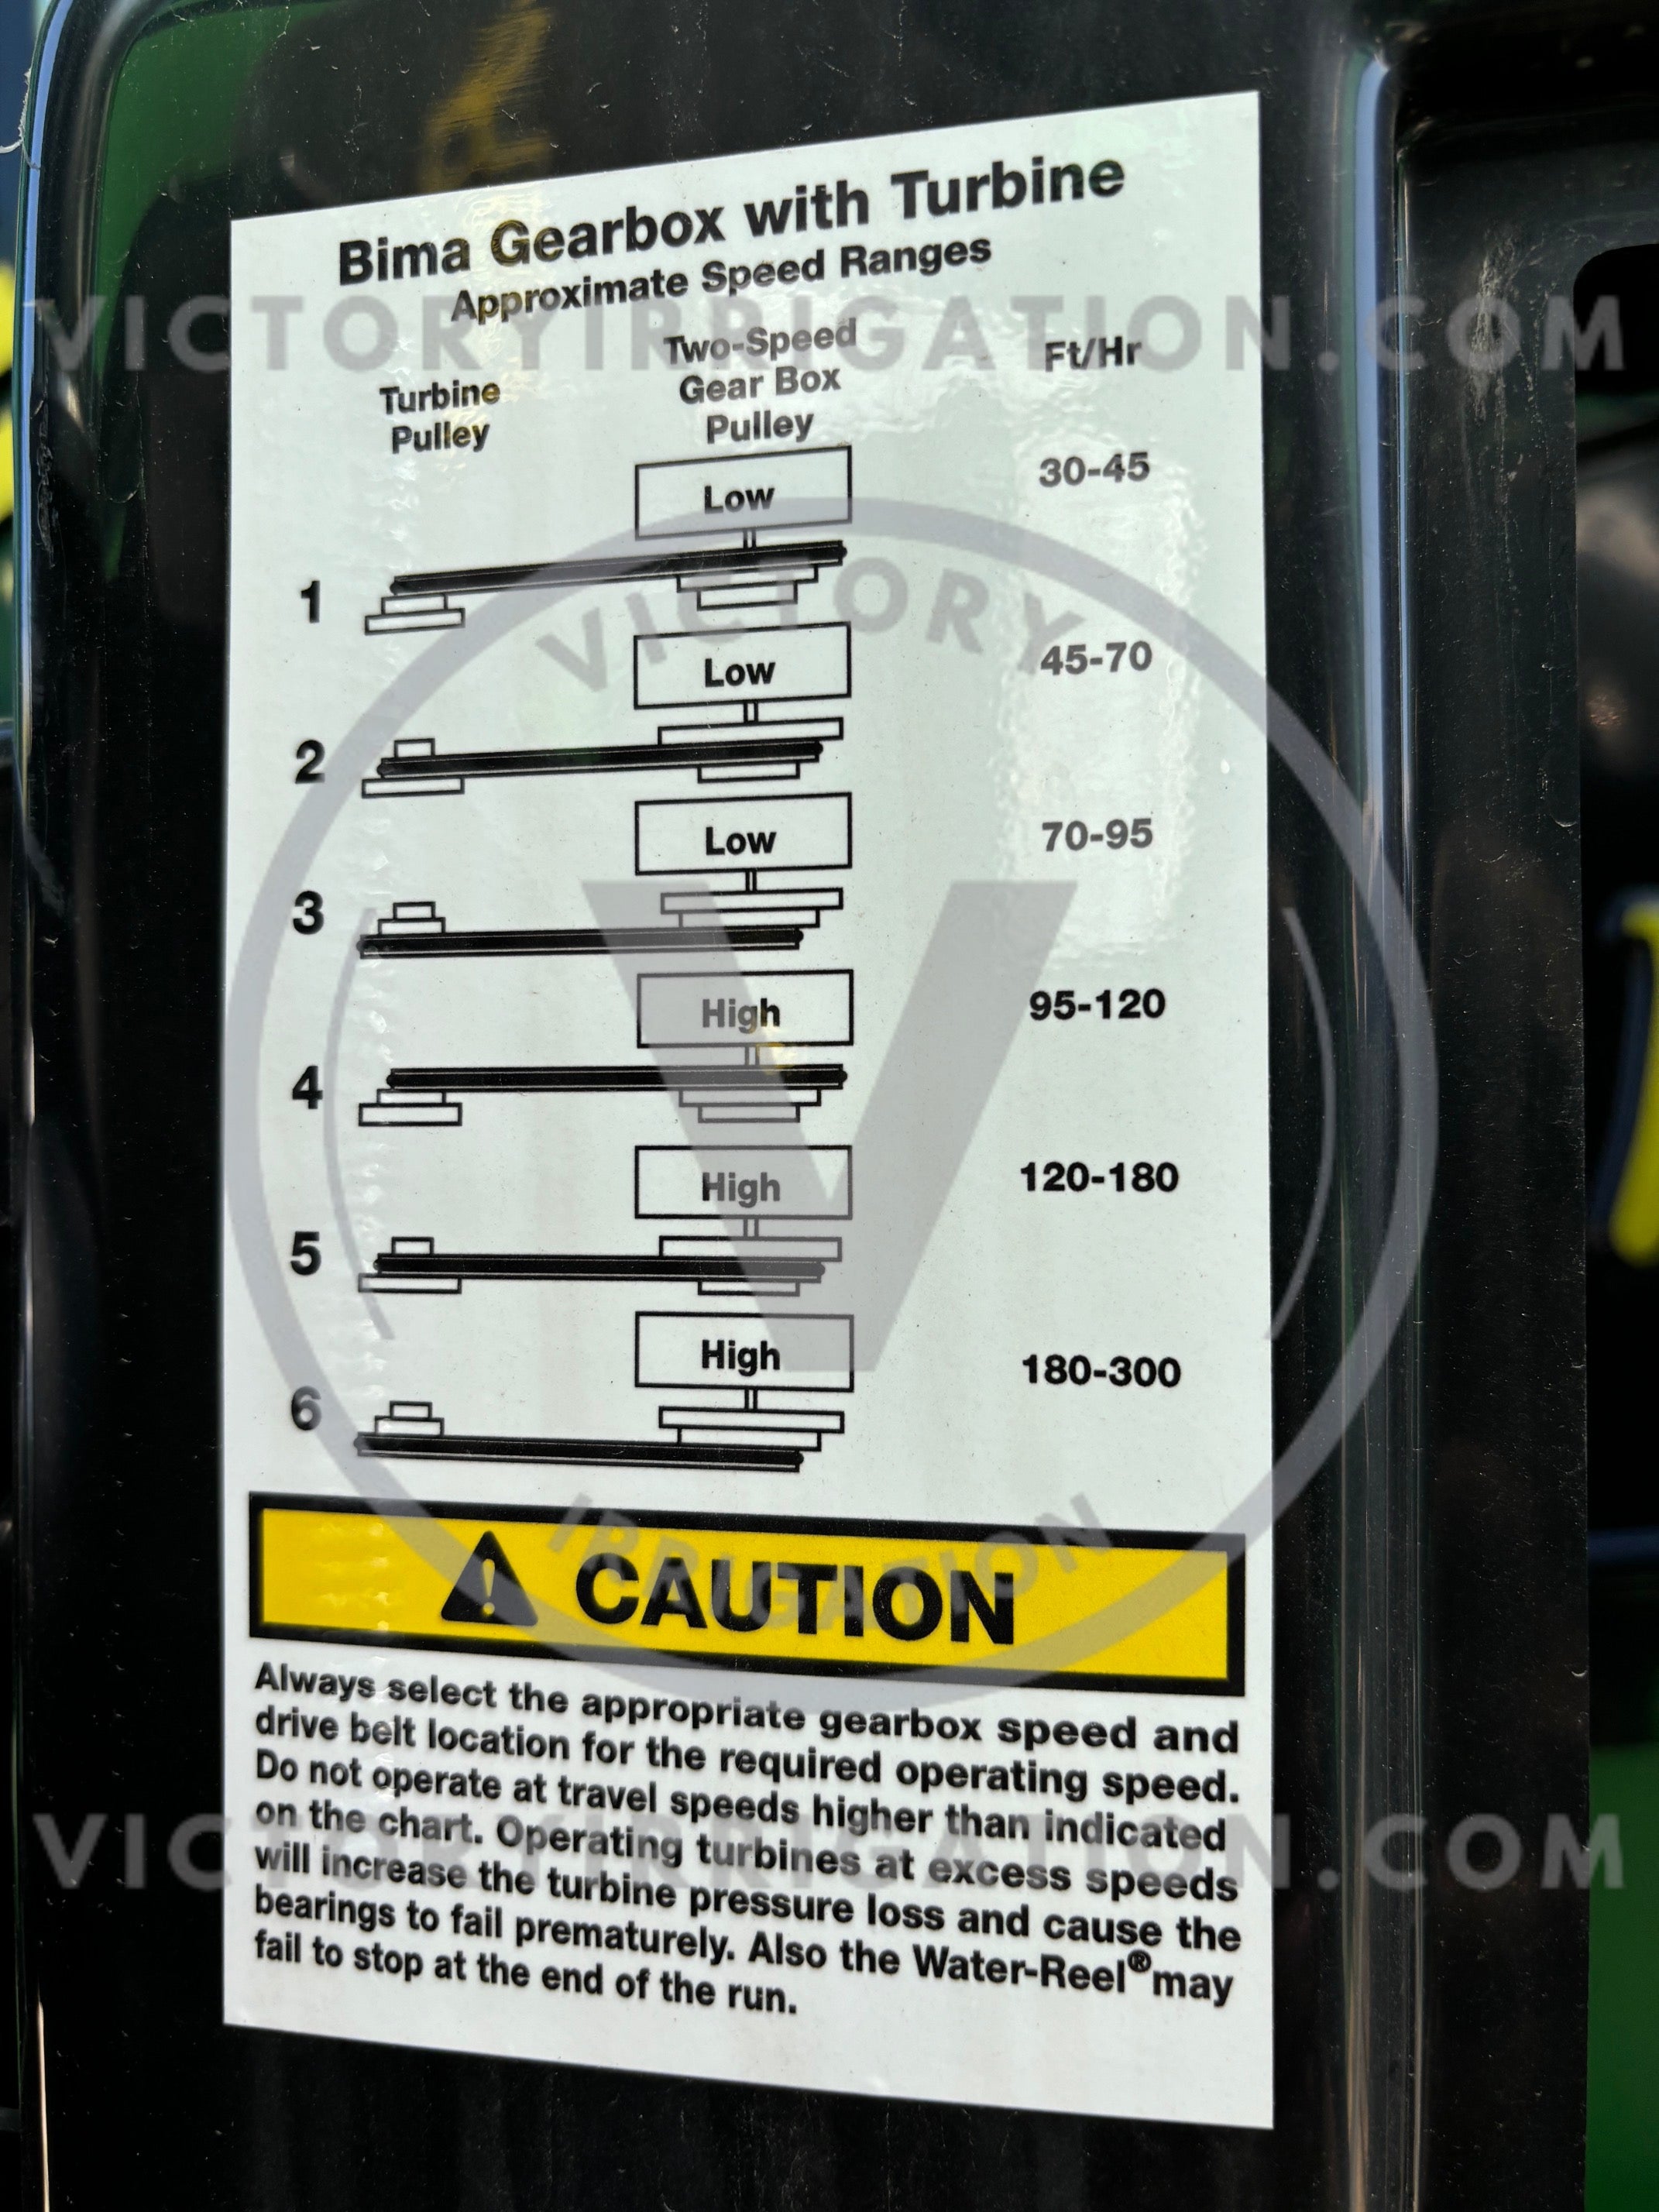 Bima Gearbox with Turbine
Approximate Speed Ranges
VICTORYIRRIGATION.COM
Turbine
Pulley
Two-Speed
Gear Box
Pulley
Ft/Hr
Low
30-45
1
VICTORY
Low
45-70
2
Low
70-95
3
V
High
95-120
4
High
120-180
5
High
180-300
6
IRRIGATION
CAUTION
Always select the appropriate gearbox speed and
drive belt location for the required operating speed.
Do not operate at travel speeds higher than indicated
on the chart. Operating turbines at excess speeds
will increase the turbine pressure loss and cause the
bearings to fail prematurely. Also the Water-Reel® may
fail to stop at the end of the run.
VICTORYIRRIGATION.COM